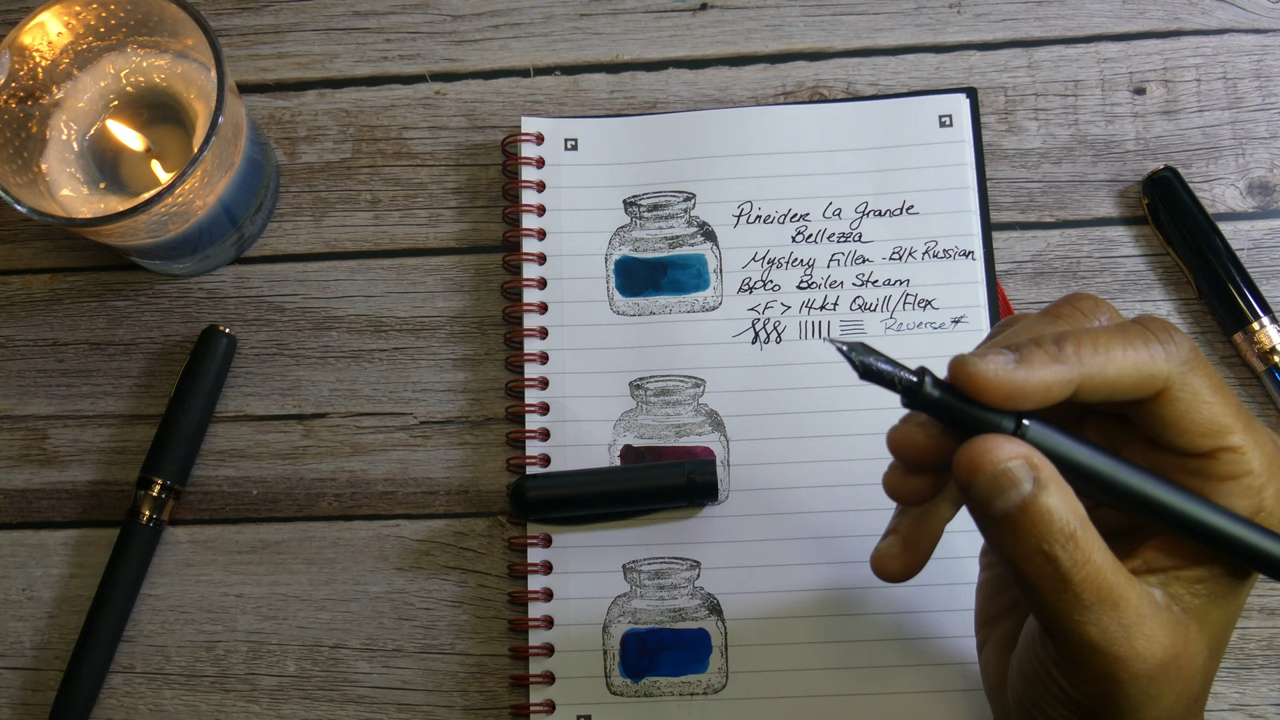 Pineider La Grande
Bellezza
Mystery Filler - Blk Russian
BPCo Boiler Steam
<F> 14kt Quill/Flex
Reverse #